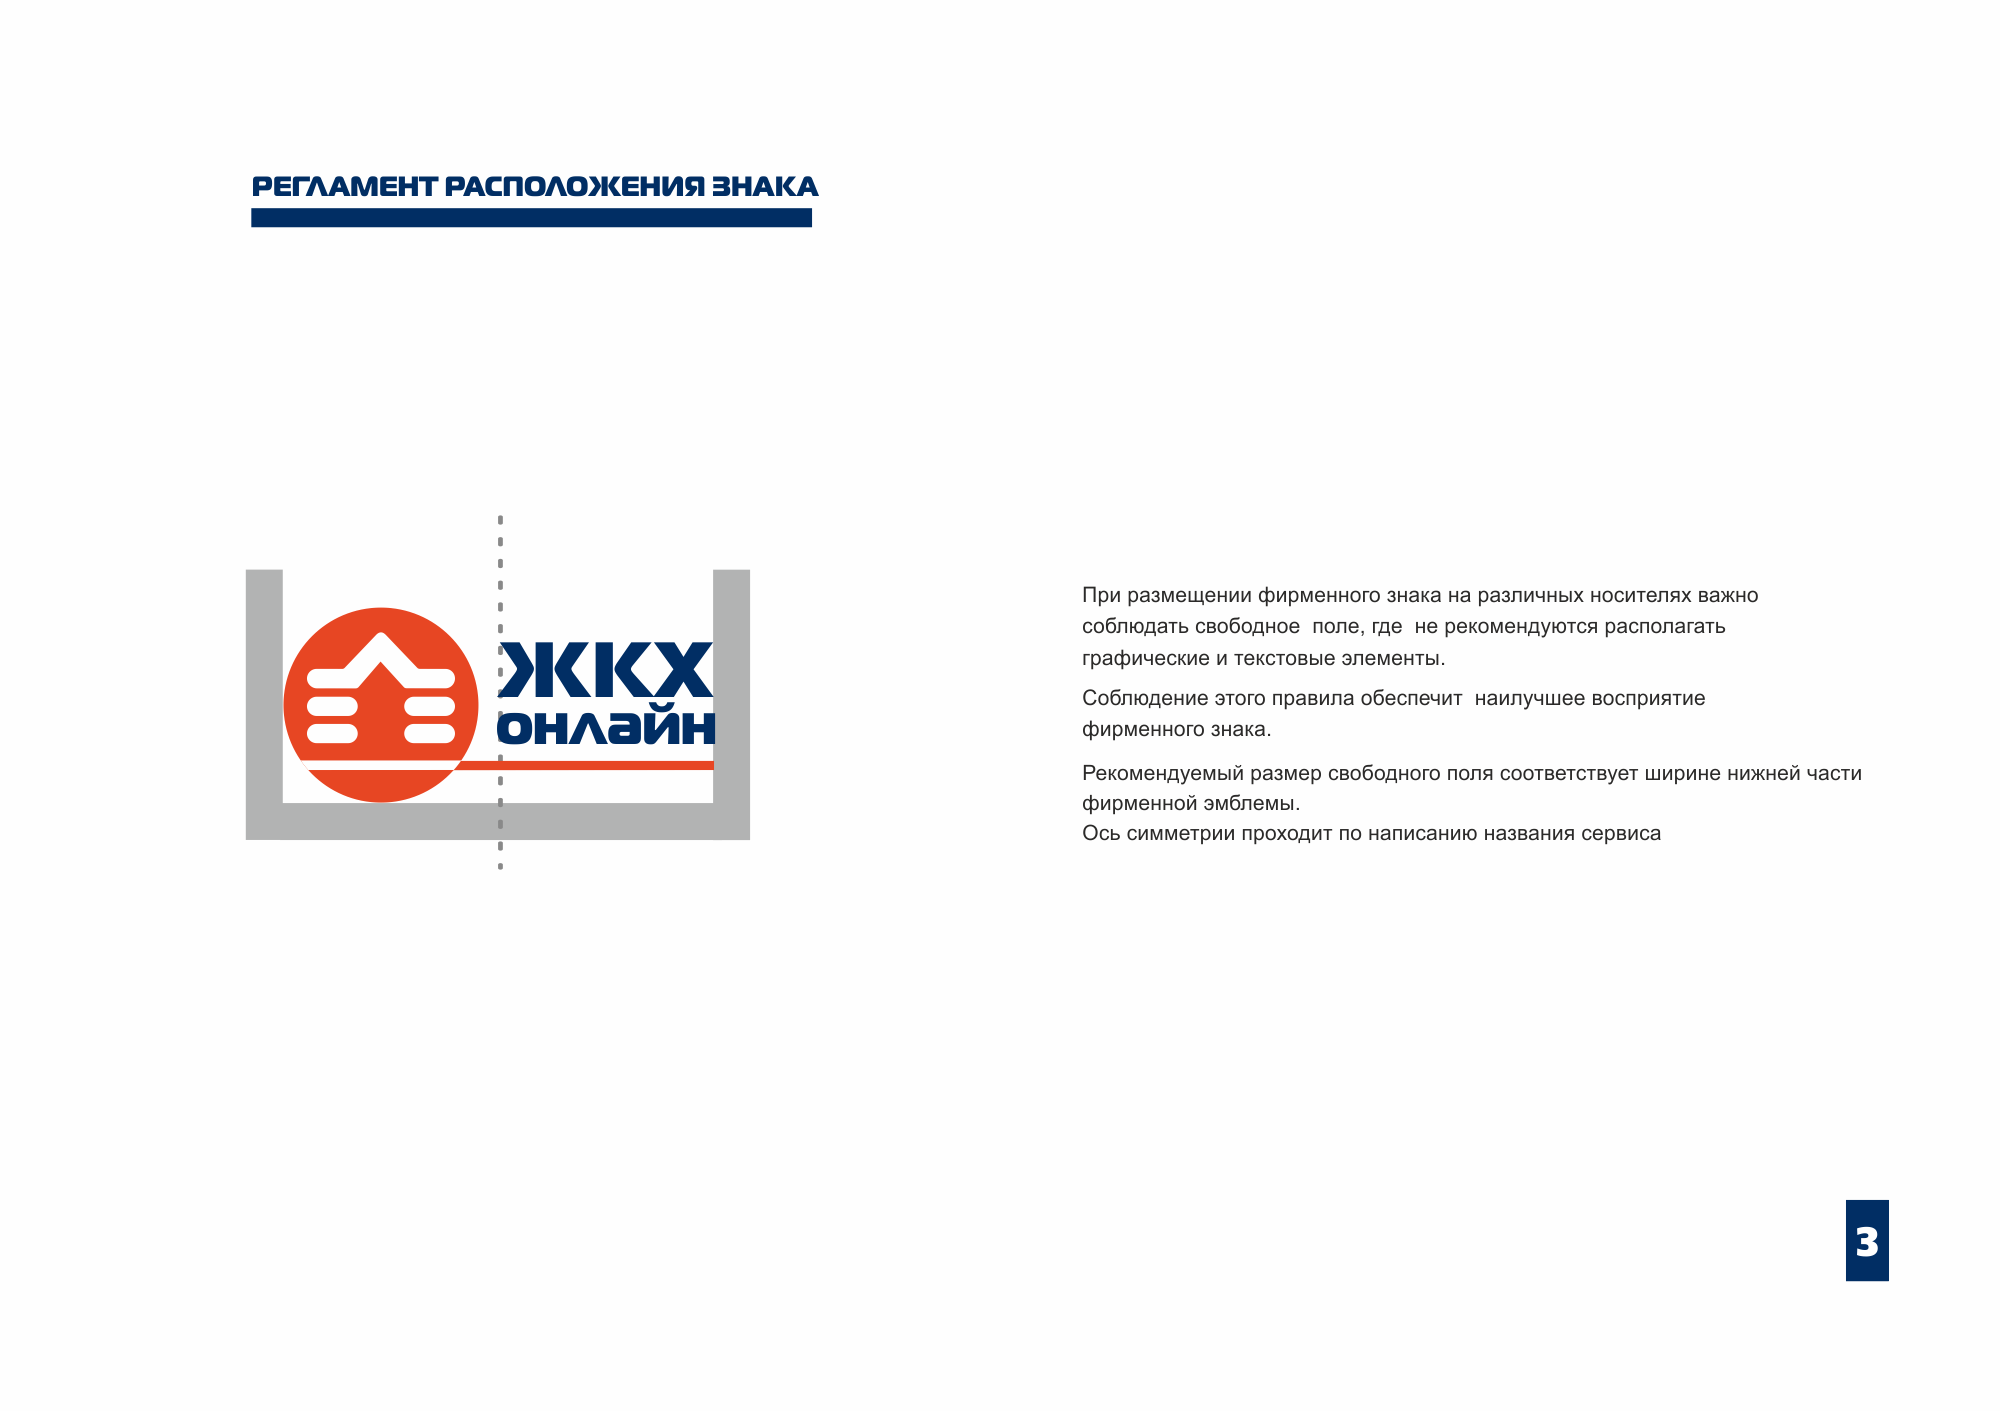 РЕГЛАМЕНТ РАСПОЛОЖЕНИЯ ЗНАКА
ЖКХ
онлайн
При размещении фирменного знака на различных носителях важно
соблюдать свободное  поле, где  не рекомендуются располагать
графические и текстовые элементы.
Соблюдение этого правила обеспечит  наилучшее восприятие
фирменного знака.
Рекомендуемый размер свободного поля соответствует ширине нижней части
фирменной эмблемы.
Ось симметрии проходит по написанию названия сервиса
3